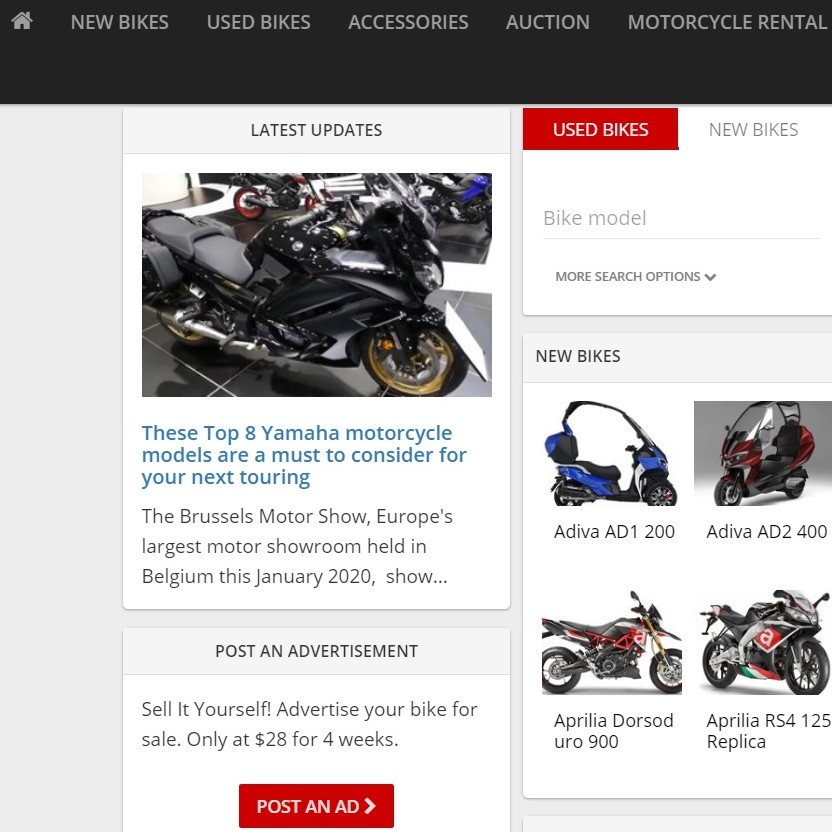 NEW BIKES USED BIKES ACCESSORIES AUCTION MOTORCYCLE RENTAL
LATEST UPDATES
These Top 8 Yamaha motorcycle
models are a must to consider for
your next touring
The Brussels Motor Show, Europe's
largest motor showroom held in
Belgium this January 2020, show...
POST AN ADVERTISEMENT
Sell It Yourself! Advertise your bike for
sale. Only at $28 for 4 weeks.
POST AN AD
USED BIKES NEW BIKES
Bike model
MORE SEARCH OPTIONS
NEW BIKES
Adiva AD1 200
Adiva AD2 400
Aprilia Dorsod
uro 900
Aprilia RS4 125
Replica